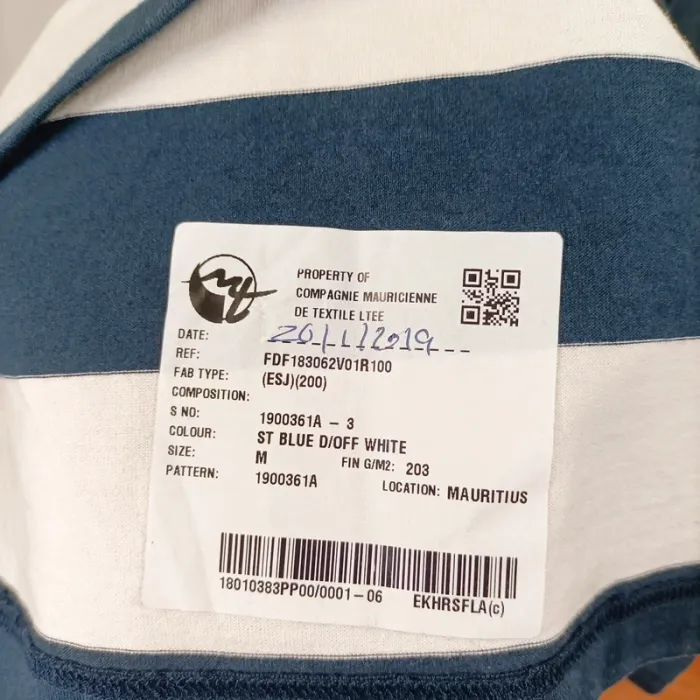 PROPERTY OF
COMPAGNIE MAURICIENNE
DE TEXTILE LTEE
DATE: 20/1/2019
REF: FDF183062V01R100
FAB TYPE: (ESJ)(200)
COMPOSITION:
S NO: 1900361A - 3
COLOUR: ST BLUE D/OFF WHITE
SIZE: M FIN G/M2: 203
PATTERN: 1900361A LOCATION: MAURITIUS
18010383PP00/0001-06 EKHRSFLA(c)